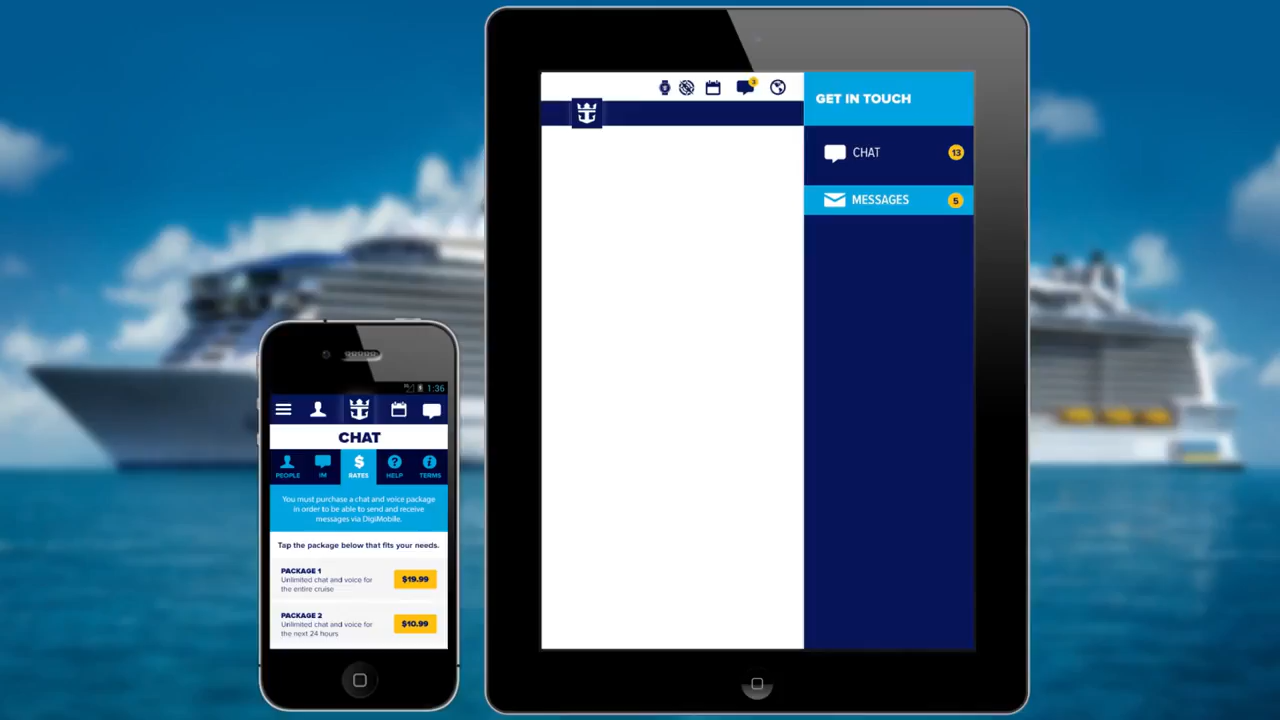 3
GET IN TOUCH
CHAT 13
MESSAGES 5
1:36
CHAT
PEOPLE IM RATES HELP TERMS
You must purchase a chat and voice package
in order to be able to send and receive
messages via DigiMobile.
Tap the package below that fits your needs.
PACKAGE 1
Unlimited chat and voice for
the entire cruise
$19.99
PACKAGE 2
Unlimited chat and voice for
the next 24 hours
$10.99